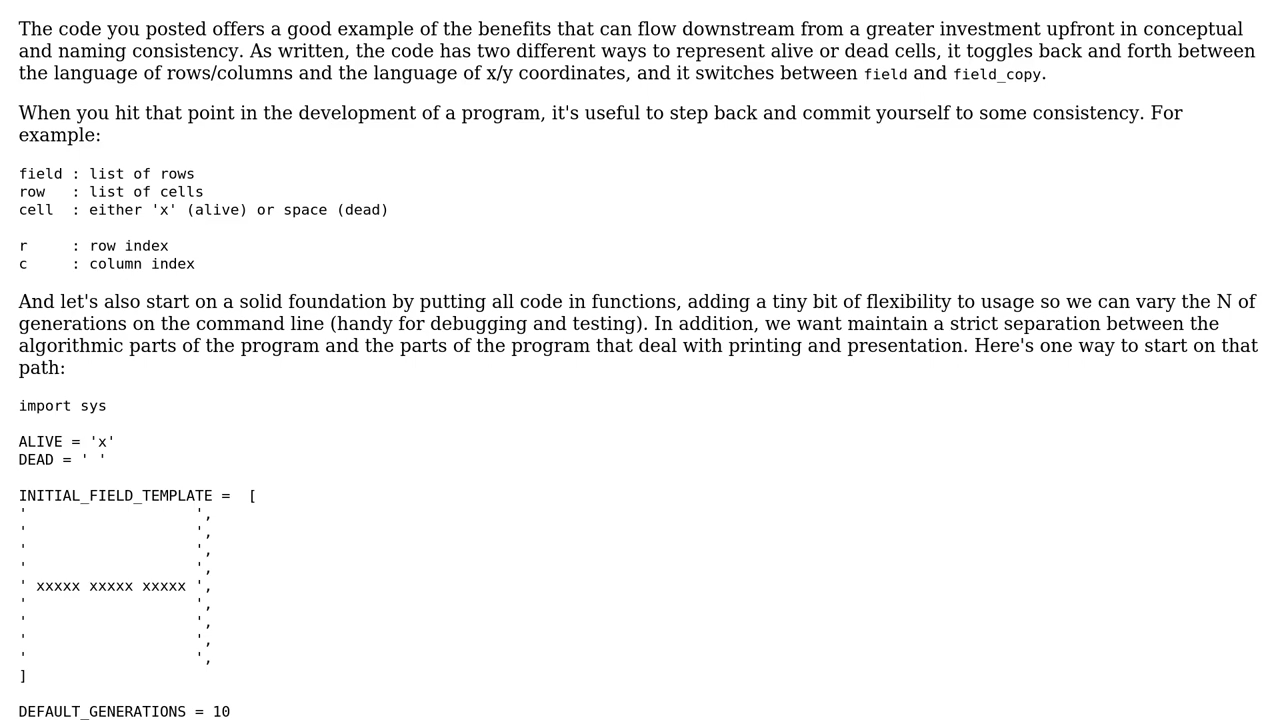 The code you posted offers a good example of the benefits that can flow downstream from a greater investment upfront in conceptual
and naming consistency. As written, the code has two different ways to represent alive or dead cells, it toggles back and forth between
the language of rows/columns and the language of x/y coordinates, and it switches between field and field_copy.
When you hit that point in the development of a program, it's useful to step back and commit yourself to some consistency. For
example:
field : list of rows
row   : list of cells
cell  : either 'x' (alive) or space (dead)
r     : row index
c     : column index
And let's also start on a solid foundation by putting all code in functions, adding a tiny bit of flexibility to usage so we can vary the N of
generations on the command line (handy for debugging and testing). In addition, we want maintain a strict separation between the
algorithmic parts of the program and the parts of the program that deal with printing and presentation. Here's one way to start on that
path:
import sys
ALIVE = 'x'
DEAD = ' '
INITIAL_FIELD_TEMPLATE =  [
'                   ',
'                   ',
'                   ',
'                   ',
' xxxxx xxxxx xxxxx ',
'                   ',
'                   ',
'                   ',
'                   ',
]
DEFAULT_GENERATIONS = 10